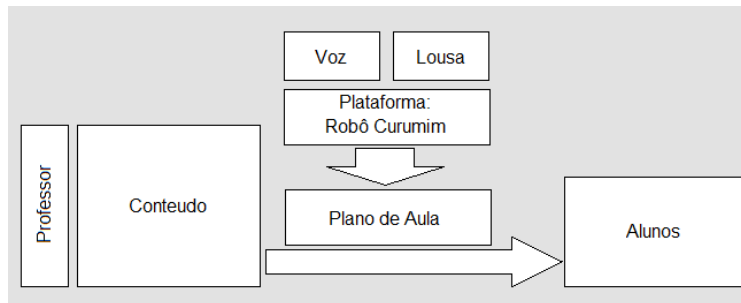 Voz
Lousa
Plataforma:
Robô Curumim
Professor
Conteudo
Plano de Aula
Alunos